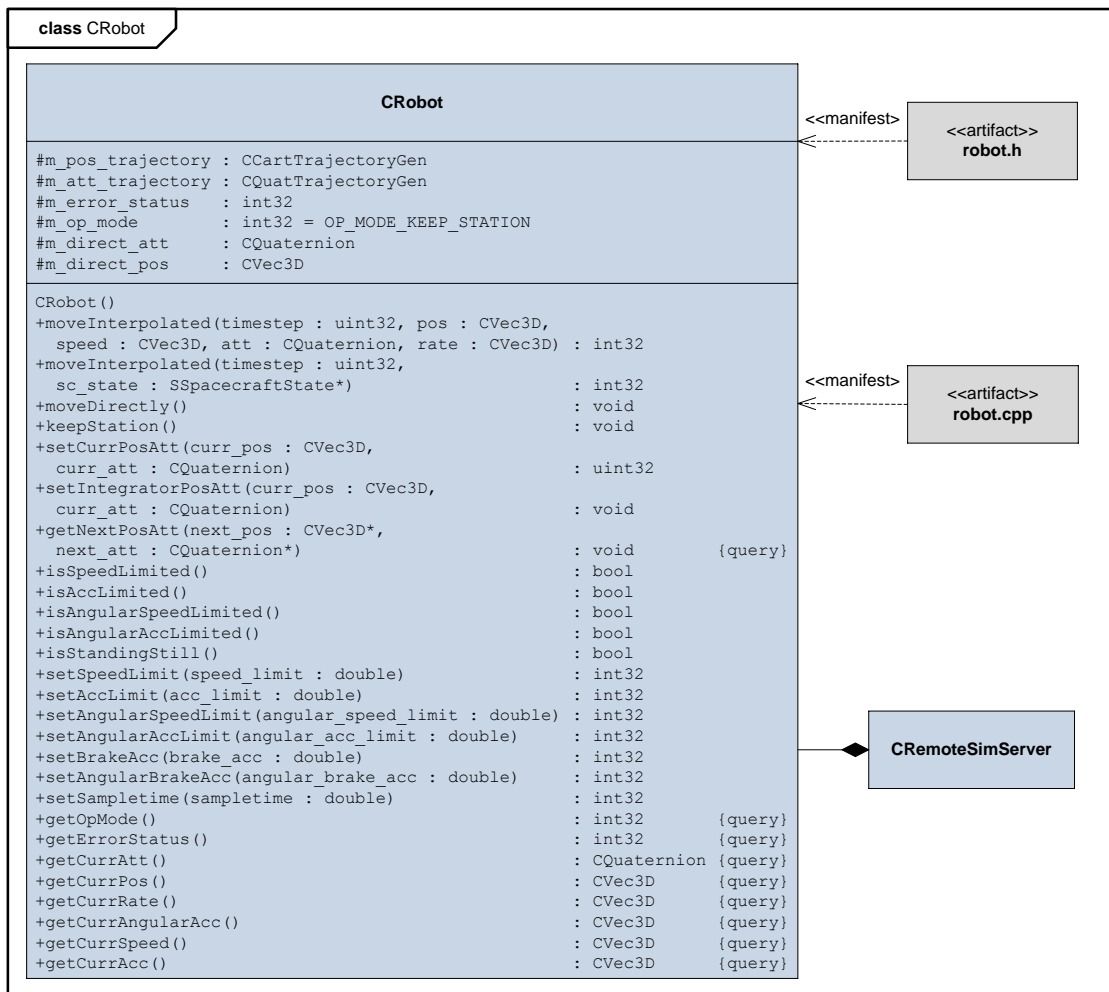 class CRobot
CRobot
#m_pos_trajectory : CCartTrajectoryGen
#m_att_trajectory : CQuatTrajectoryGen
#m_error_status : int32
#m_op_mode : int32 = OP_MODE_KEEP_STATION
#m_direct_att : CQuaternion
#m_direct_pos : CVec3D
CRobot()
+moveInterpolated(timestep : uint32, pos : CVec3D,
speed : CVec3D, att : CQuaternion, rate : CVec3D) : int32
+moveInterpolated(timestep : uint32,
sc_state : SSpacecraftState*) : int32
+moveDirectly() : void
+keepStation() : void
+setCurrPosAtt(curr_pos : CVec3D,
curr_att : CQuaternion) : uint32
+setIntegratorPosAtt(curr_pos : CVec3D,
curr_att : CQuaternion) : void
+getNextPosAtt(next_pos : CVec3D*,
next_att : CQuaternion*) : void {query}
+isSpeedLimited() : bool
+isAccLimited() : bool
+isAngularSpeedLimited() : bool
+isAngularAccLimited() : bool
+isStandingStill() : bool
+setSpeedLimit(speed_limit : double) : int32
+setAccLimit(acc_limit : double) : int32
+setAngularSpeedLimit(angular_speed_limit : double) : int32
+setAngularAccLimit(angular_acc_limit : double) : int32
+setBrakeAcc(brake_acc : double) : int32
+setAngularBrakeAcc(angular_brake_acc : double) : int32
+setSampletime(sampletime : double) : int32
+getOpMode() : int32 {query}
+getErrorStatus() : int32 {query}
+getCurrAtt() : CQuaternion {query}
+getCurrPos() : CVec3D {query}
+getCurrRate() : CVec3D {query}
+getCurrAngularAcc() : CVec3D {query}
+getCurrSpeed() : CVec3D {query}
+getCurrAcc() : CVec3D {query}
<<manifest>
<<artifact>>
robot.h
<<manifest>
<<artifact>>
robot.cpp
CRemoteSimServer